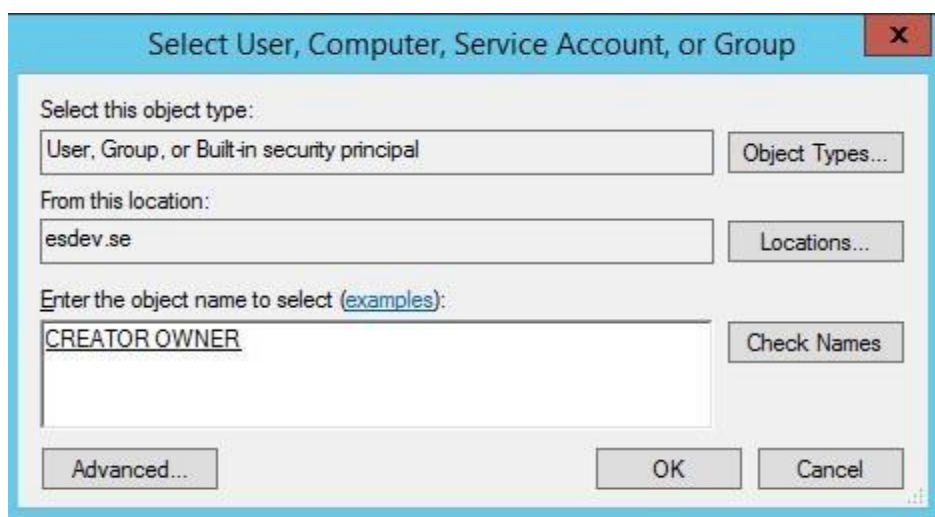 Select User, Computer, Service Account, or Group
x
Select this object type:
User, Group, or Built-in security principal
Object Types...
From this location:
esdev.se
Locations...
Enter the object name to select (examples):
CREATOR OWNER
Check Names
Advanced...
OK
Cancel